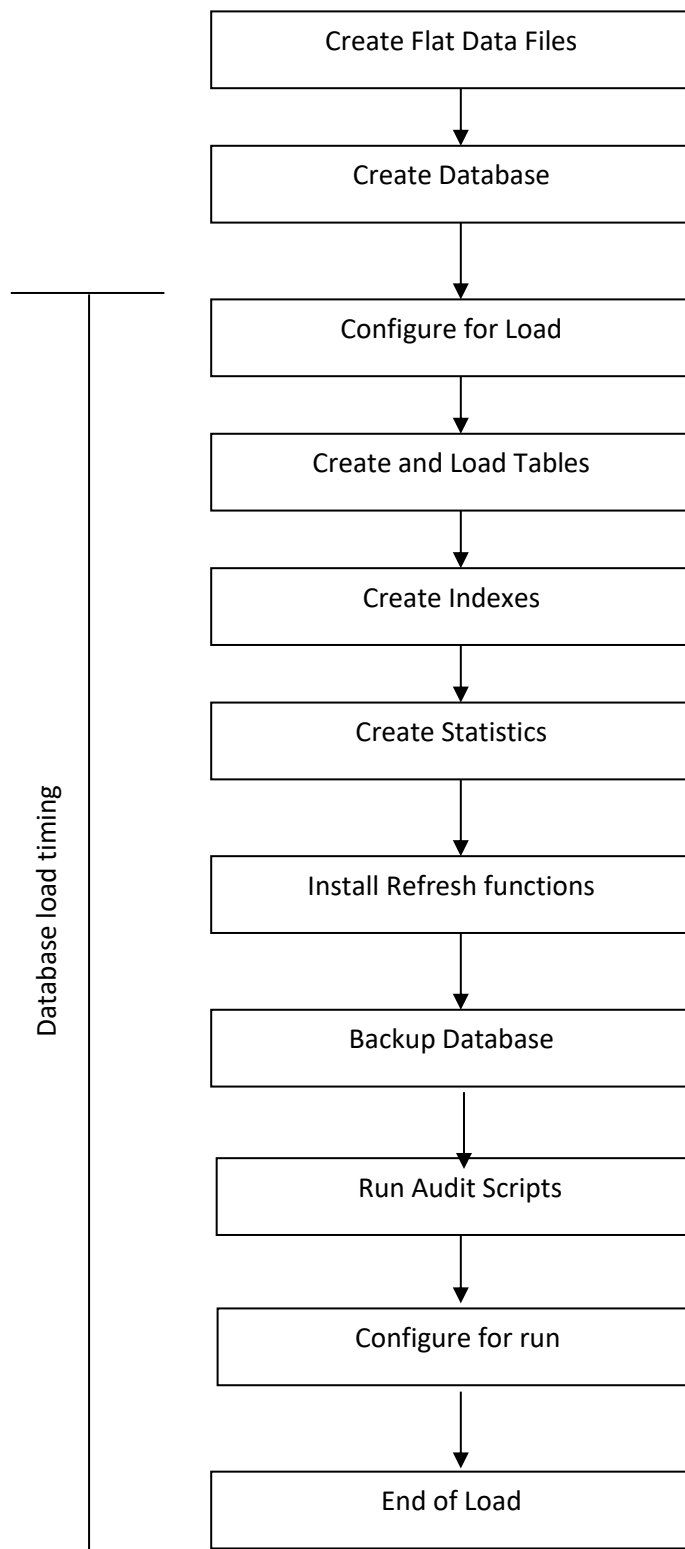 Create Flat Data Files
Create Database
Configure for Load
Create and Load Tables
Create Indexes
Create Statistics
Install Refresh functions
Backup Database
Run Audit Scripts
Configure for run
End of Load
Database load timing